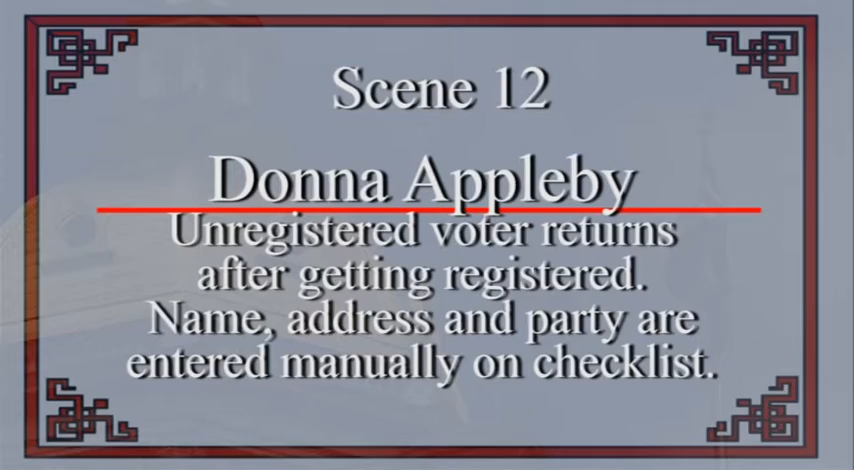 Scene 12
Donna Appleby
Unregistered voter returns
after getting registered.
Name, address and party are
entered manually on checklist.